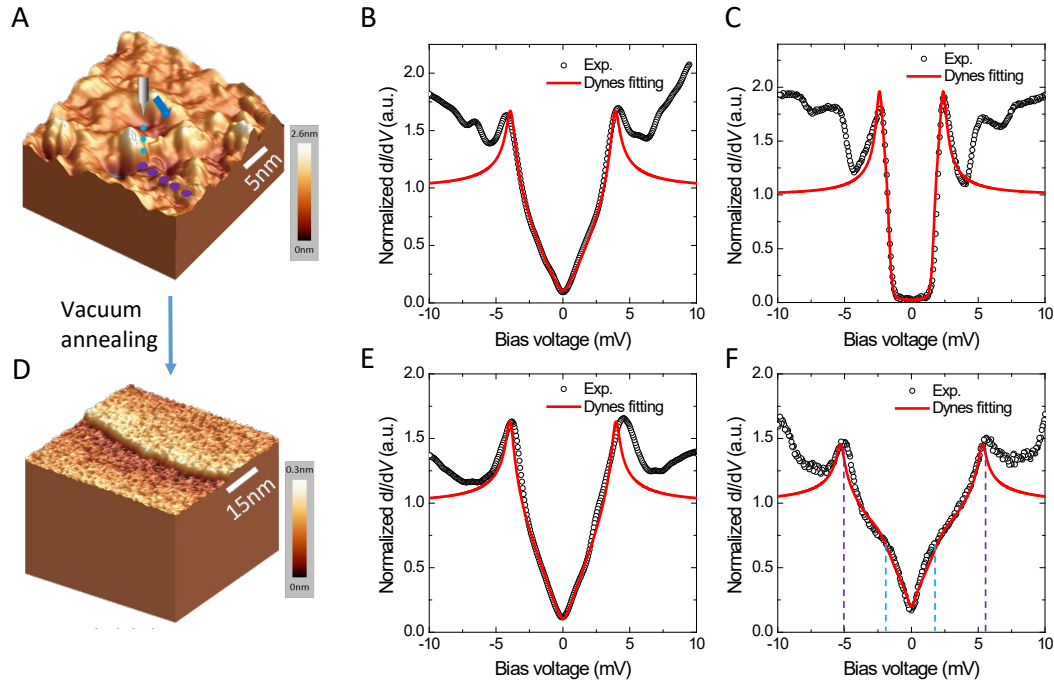 A
2.6nm
0nm
5nm
Vacuum
annealing
D
0.3nm
0nm
15nm
B
Exp.
Dynes fitting
Normalized dI/dV (a.u.)
2.0
1.5
1.0
0.5
0.0
-10 -5 0 5 10
Bias voltage (mV)
C
Exp.
Dynes fitting
Normalized dI/dV (a.u.)
2.0
1.5
1.0
0.5
0.0
-10 -5 0 5 10
Bias voltage (mV)
E
Exp.
Dynes fitting
Normalized dI/dV (a.u.)
2.0
1.5
1.0
0.5
0.0
-10 -5 0 5 10
Bias voltage (mV)
F
Exp.
Dynes fitting
Normalized dI/dV (a.u.)
2.0
1.5
1.0
0.5
0.0
-10 -5 0 5 10
Bias voltage (mV)